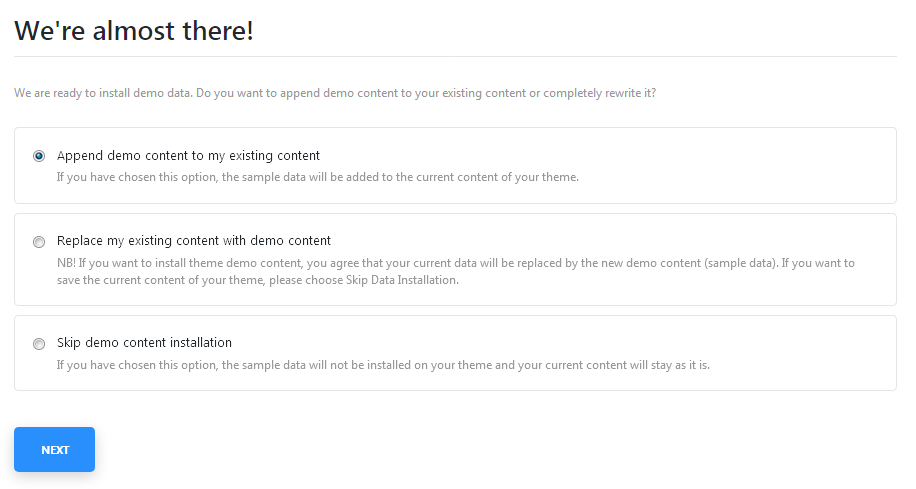 We're almost there!
We are ready to install demo data. Do you want to append demo content to your existing content or completely rewrite it?
Append demo content to my existing content
If you have chosen this option, the sample data will be added to the current content of your theme.
Replace my existing content with demo content
NB! If you want to install theme demo content, you agree that your current data will be replaced by the new demo content (sample data). If you want to
save the current content of your theme, please choose Skip Data Installation.
Skip demo content installation
If you have chosen this option, the sample data will not be installed on your theme and your current content will stay as it is.
NEXT